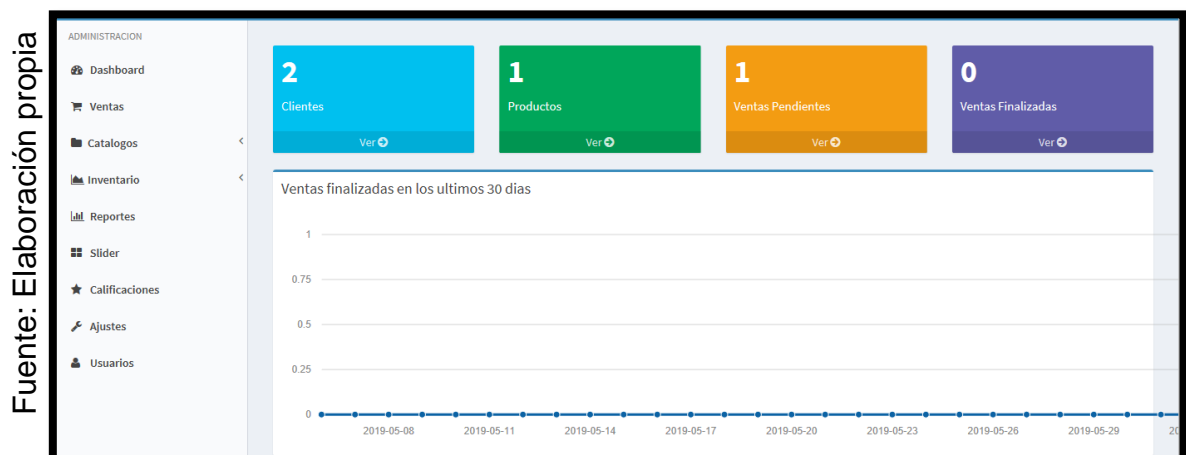 Fuente: Elaboración propia
ADMINISTRACION
Dashboard
Ventas
Catalogos
Inventario
Reportes
Slider
Calificaciones
Ajustes
Usuarios
2
Clientes
Ver
1
Productos
Ver
1
Ventas Pendientes
Ver
0
Ventas Finalizadas
Ver
Ventas finalizadas en los ultimos 30 dias
1
0.75
0.5
0.25
0
2019-05-08 2019-05-11 2019-05-14 2019-05-17 2019-05-20 2019-05-23 2019-05-26 2019-05-29